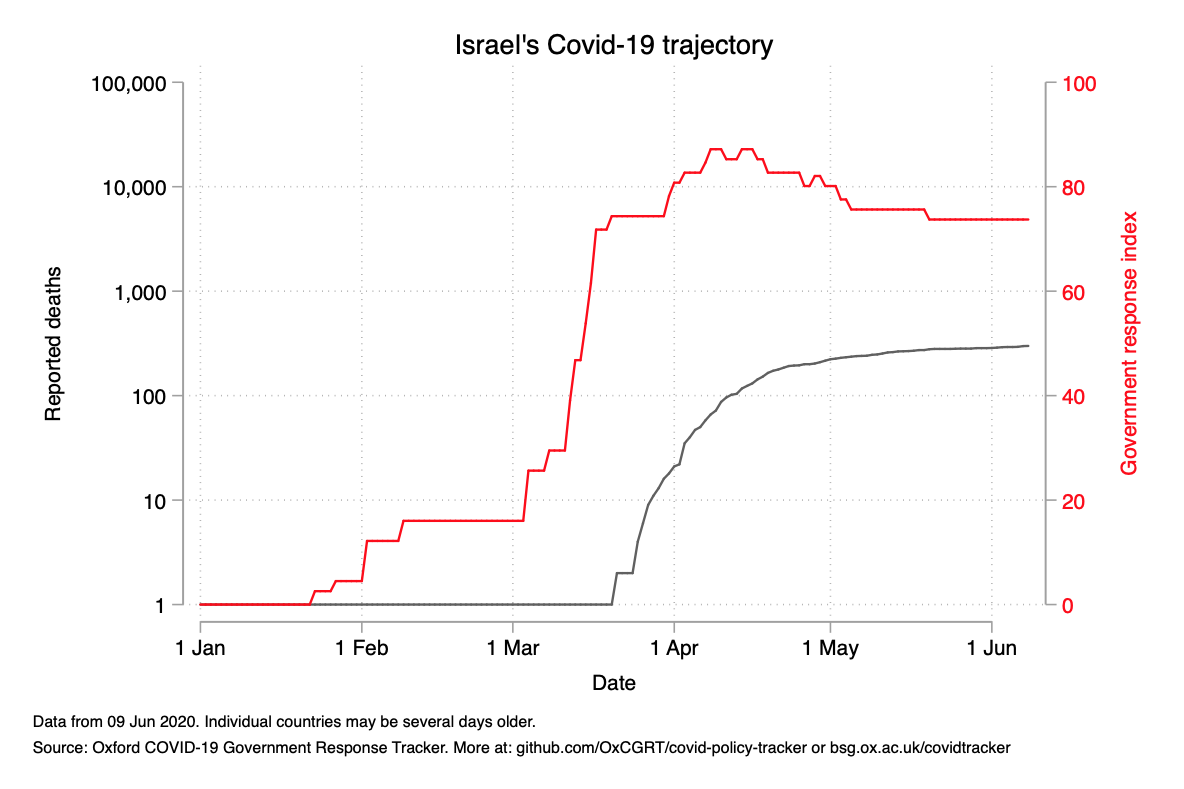 Israel's Covid-19 trajectory
100,000
10,000
1,000
100
10
1
Reported deaths
100
80
60
40
20
0
Government response index
1 Jan
1 Feb
1 Mar
1 Apr
1 May
1 Jun
Date
Data from 09 Jun 2020. Individual countries may be several days older.
Source: Oxford COVID-19 Government Response Tracker. More at: github.com/OxCGRT/covid-policy-tracker or bsg.ox.ac.uk/covidtracker